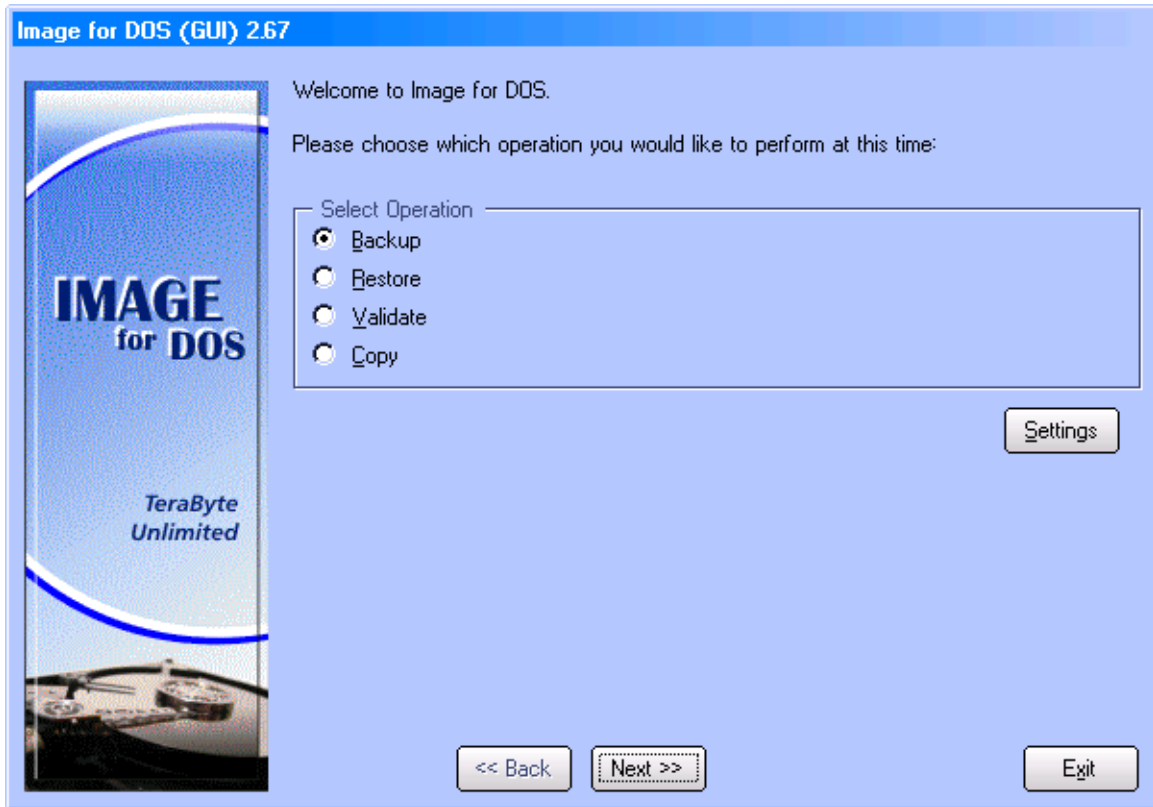 Image for DOS (GUI) 2.67
Welcome to Image for DOS.
Please choose which operation you would like to perform at this time:
Select Operation
Backup
Restore
Validate
Copy
Settings
IMAGE
for DOS
TeraByte
Unlimited
<< Back
Next >>
Exit